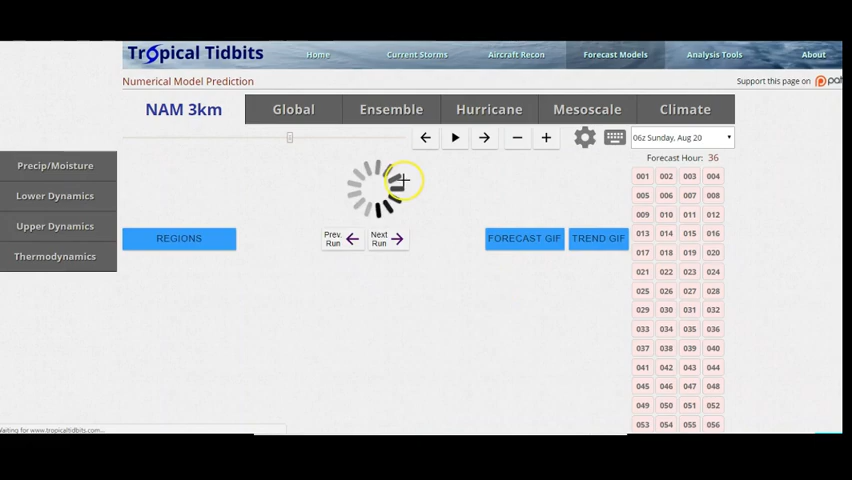 Tropical Tidbits
Home
Current Storms
Aircraft Recon
Forecast Models
Analysis Tools
About
Numerical Model Prediction
Support this page on
NAM 3km
Global
Ensemble
Hurricane
Mesoscale
Climate
06z Sunday, Aug 20
Forecast Hour: 36
Precip/Moisture
Lower Dynamics
Upper Dynamics
Thermodynamics
REGIONS
Prev. Run
Next Run
FORECAST GIF
TREND GIF
001 002 003 004
005 006 007 008
009 010 011 012
013 014 015 016
017 018 019 020
021 022 023 024
025 026 027 028
029 030 031 032
033 034 035 036
037 038 039 040
041 042 043 044
045 046 047 048
049 050 051 052
053 054 055 056
Waiting for www.tropicaltidbits.com...